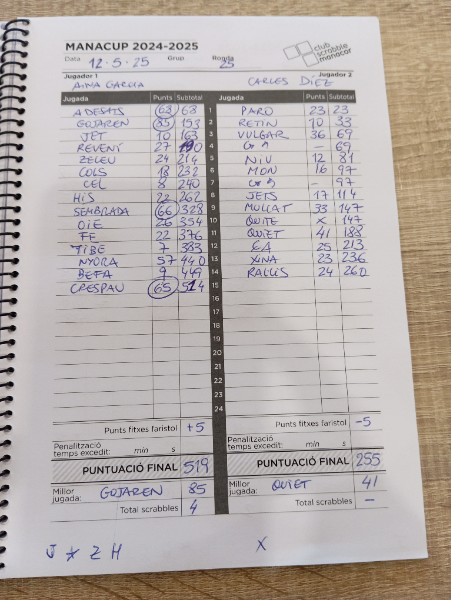 MANACUP 2024-2025
club scrabble manacor
Data 12-5-25 Grup Ronda 25
Jugador 1 AINA GARCIA CARLES DÍEZ Jugador 2
Jugada Punts Subtotal Jugada Punts Subtotal
ADESATS 68 68 1 PARO 23 23
GOJAREN 85 153 2 RETIN 10 33
JET 10 163 3 VULGAR 36 69
REVENÍ 27 190 4 – 69
ZELEU 24 214 5 NIU 12 81
COLS 18 232 6 MON 16 97
CEL 8 240 7 – 97
HIS 22 262 8 JETS 17 114
SEMBRADA 66 328 9 MULLAT 33 147
OIE 26 354 10 QUITE X 147
FE 22 376 11 QUIET 41 188
TIBE 7 383 12 EA 25 213
NYORA 57 440 13 XINA 23 236
BEFA 9 449 14 RALLIS 24 260
CRESPAU 65 514 15
16
17
18
19
20
21
22
23
24
Punts fitxes faristol +5 Punts fitxes faristol -5
Penalització temps excedit: min s Penalització temps excedit: min s
PUNTUACIÓ FINAL 519 PUNTUACIÓ FINAL 255
Millor jugada: GOJAREN 85 Millor jugada: QUIET 41
Total scrabbles 4 Total scrabbles –
J * Z H X